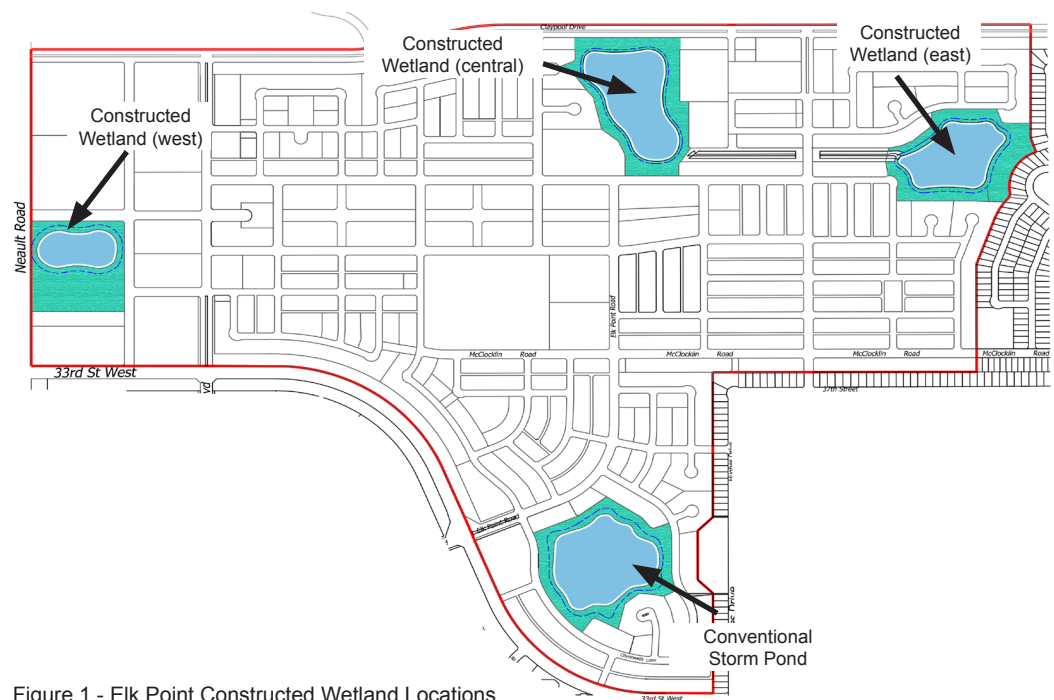 Claypool Drive
Constructed
Wetland (central)
Constructed
Wetland (east)
Constructed
Wetland (west)
Neault Road
Elk Point Road
McClocklin Road
McClocklin Road
McClocklin Road
McClocklin Road
33rd St West
37th Street
Elk Point Road
Conventional
Storm Pond
33rd St West
Figure 1 - Elk Point Constructed Wetland Locations